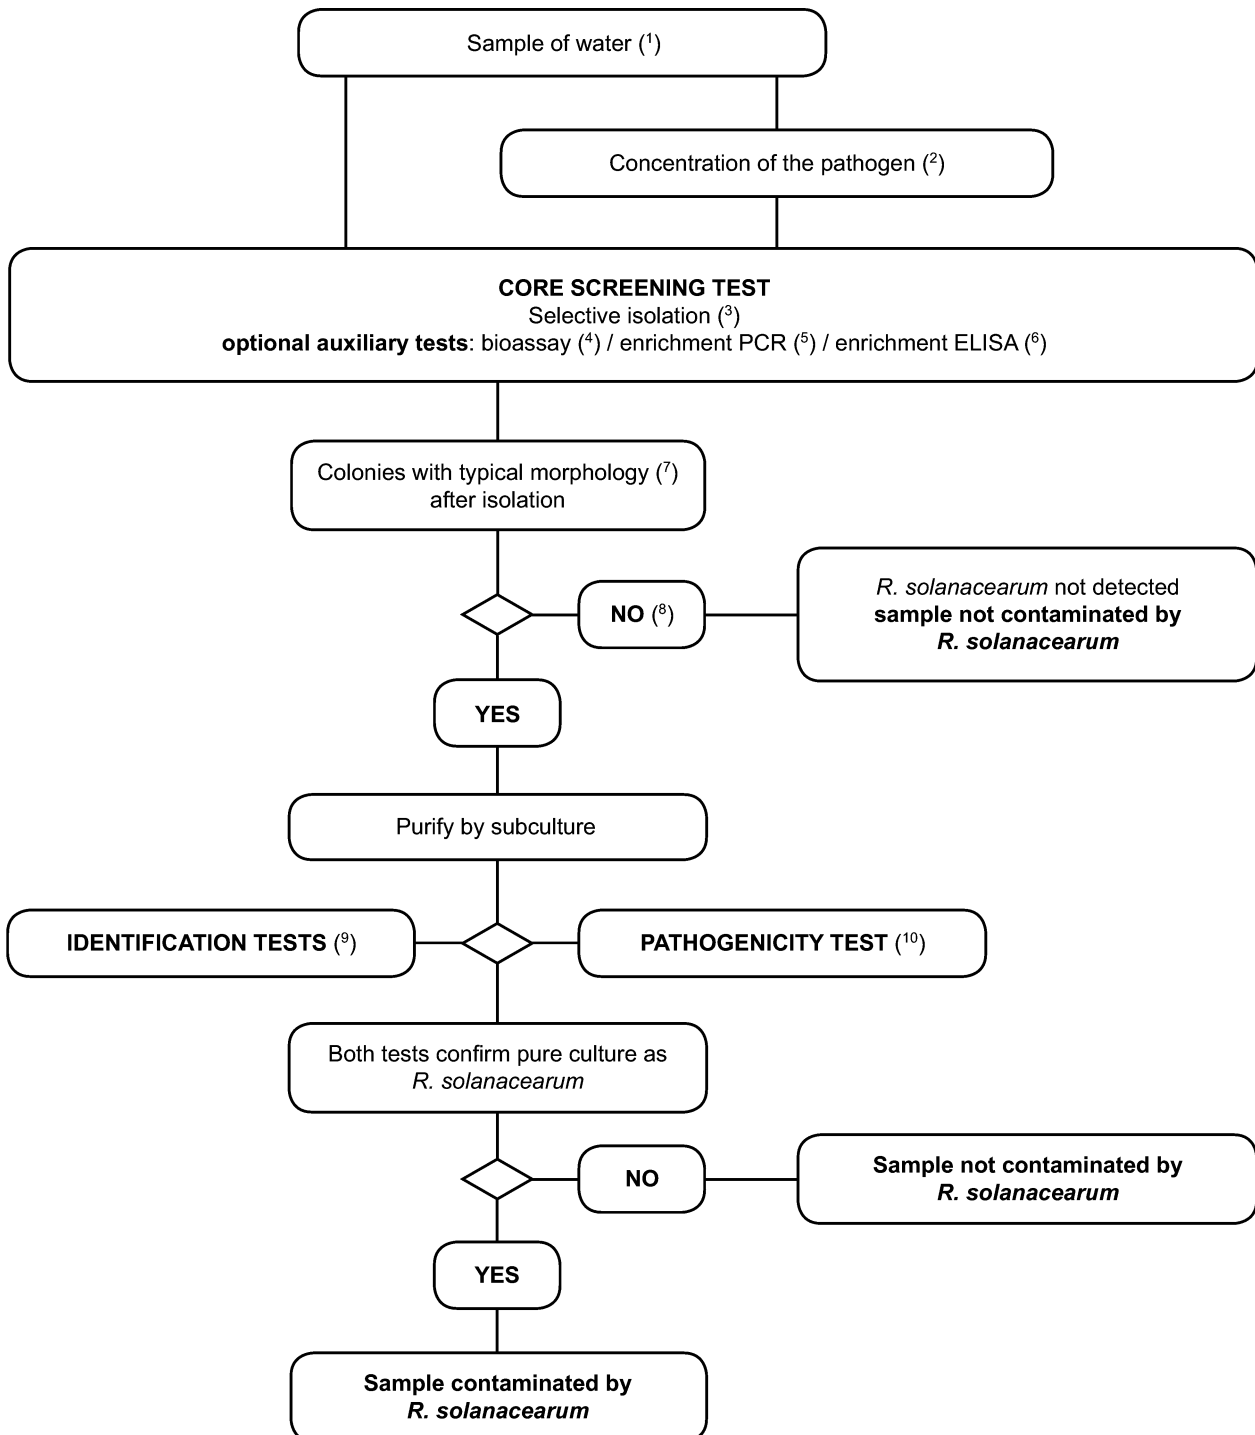 Sample of water (¹)
Concentration of the pathogen (²)
CORE SCREENING TEST
Selective isolation (³)
optional auxiliary tests: bioassay (⁴) / enrichment PCR (⁵) / enrichment ELISA (⁶)
Colonies with typical morphology (⁷)
after isolation
NO (⁸)
R. solanacearum not detected
sample not contaminated by
R. solanacearum
YES
Purify by subculture
IDENTIFICATION TESTS (⁹)
PATHOGENICITY TEST (¹⁰)
Both tests confirm pure culture as
R. solanacearum
NO
Sample not contaminated by
R. solanacearum
YES
Sample contaminated by
R. solanacearum